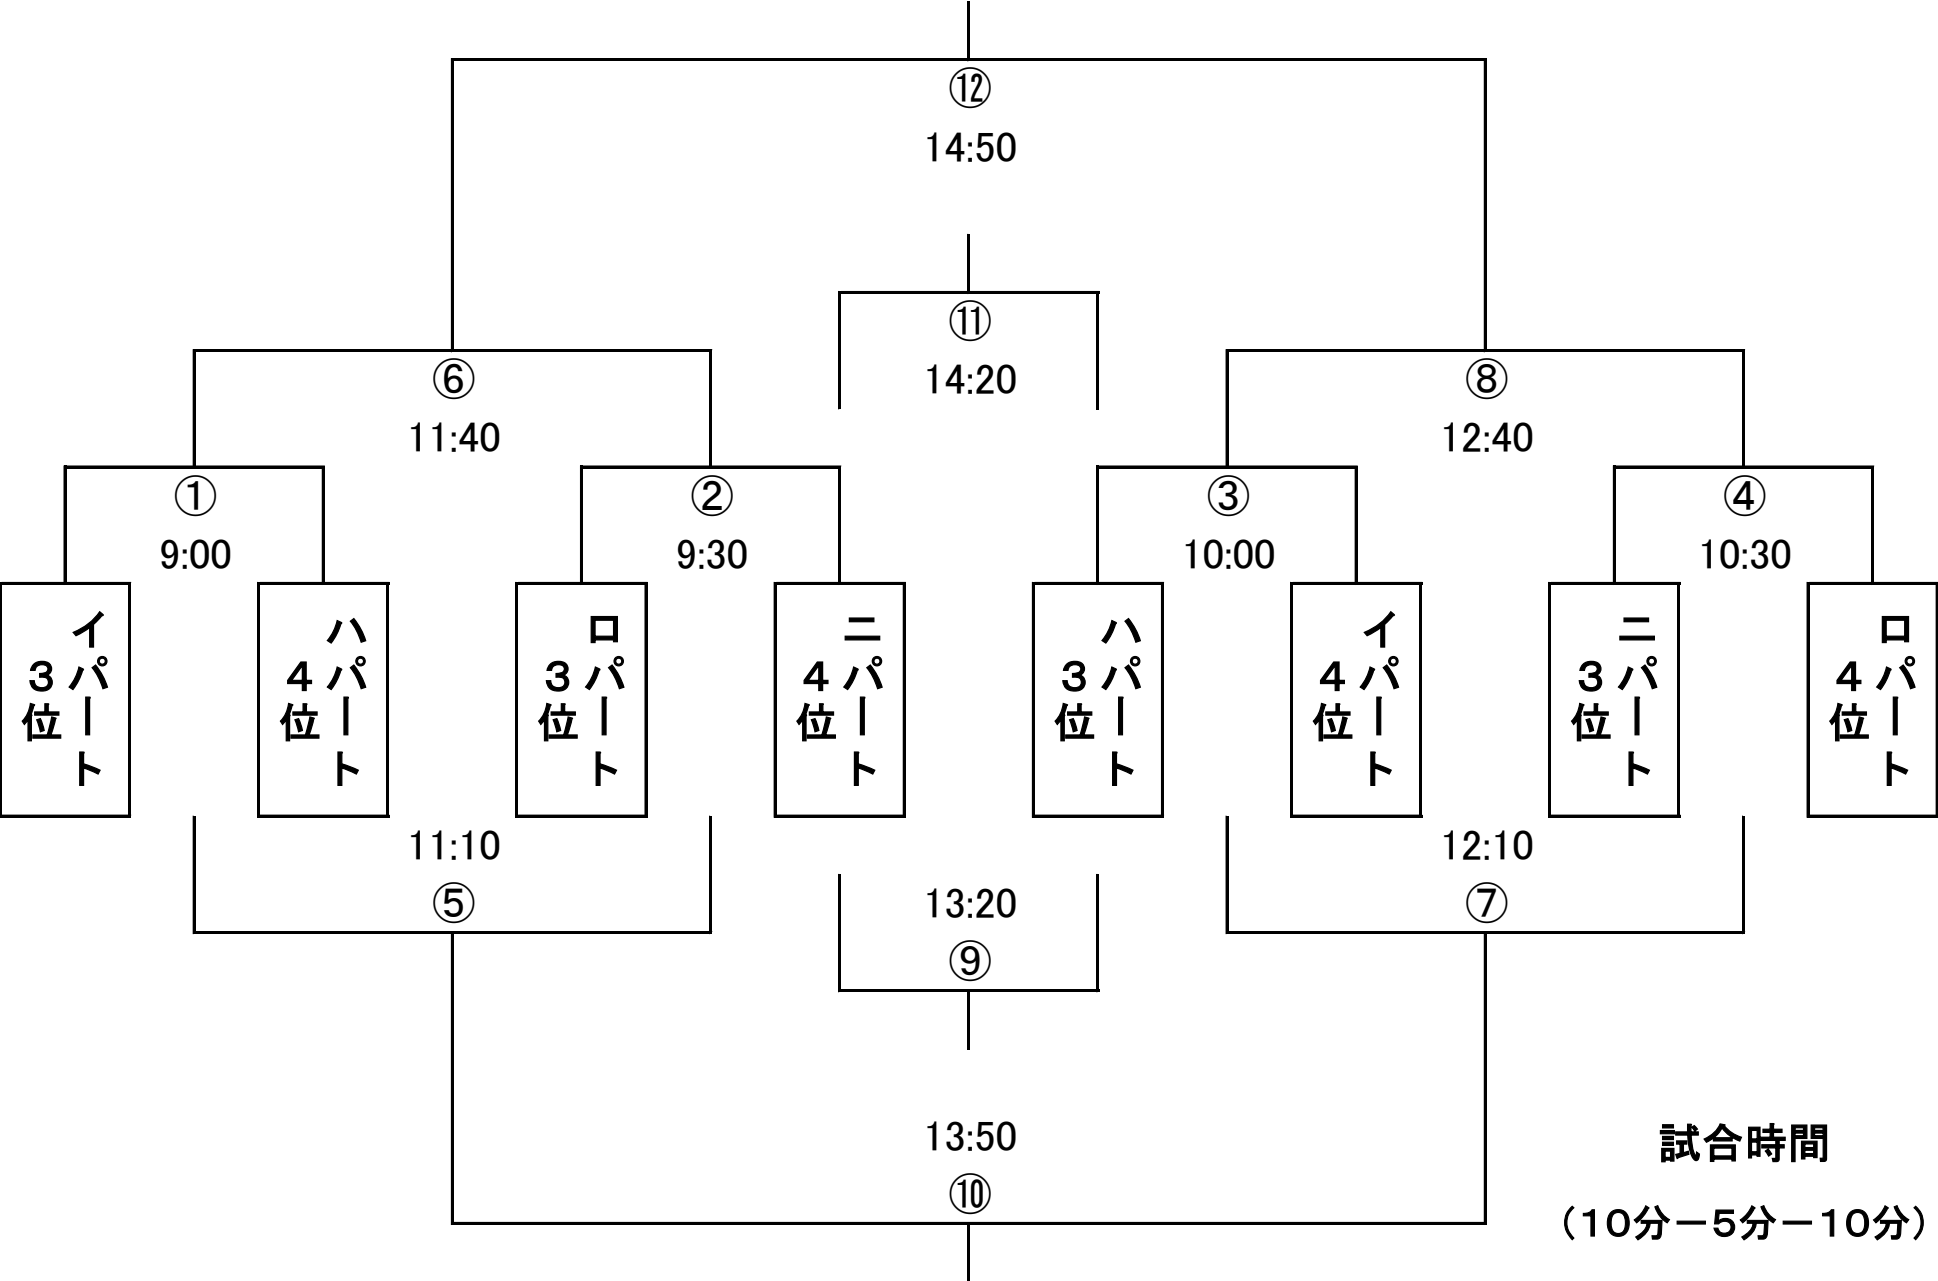 ⑫
14:50
⑪
14:20
⑥
11:40
⑧
12:40
①
9:00
②
9:30
③
10:00
④
10:30
イパート
３位
ハパート
４位
ロパート
３位
ニパート
４位
ハパート
３位
イパート
４位
ニパート
３位
ロパート
４位
11:10
⑤
12:10
⑦
13:20
⑨
13:50
⑩
試合時間
（１０分－５分－１０分）